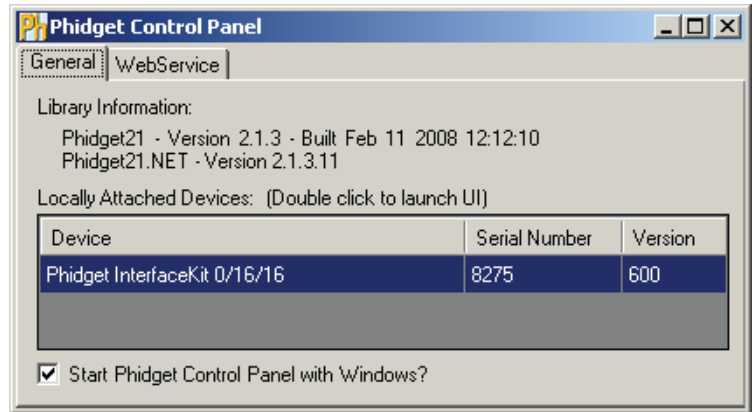 Ph Phidget Control Panel
General WebService
Library Information:
Phidget21 - Version 2.1.3 - Built Feb 11 2008 12:12:10
Phidget21.NET - Version 2.1.3.11
Locally Attached Devices: (Double click to launch UI)
Device Serial Number Version
Phidget InterfaceKit 0/16/16 8275 600
Start Phidget Control Panel with Windows?